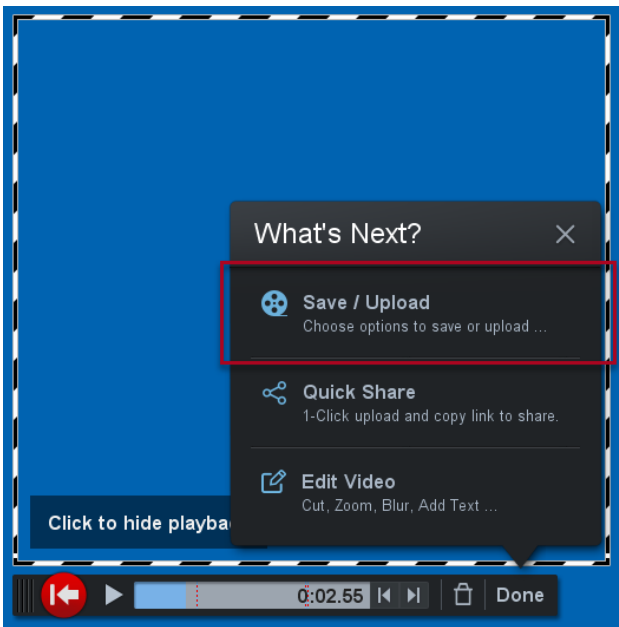 What's Next?
Save / Upload
Choose options to save or upload ...
Quick Share
1-Click upload and copy link to share.
Edit Video
Cut, Zoom, Blur, Add Text ...
Click to hide playba
0:02.55
Done